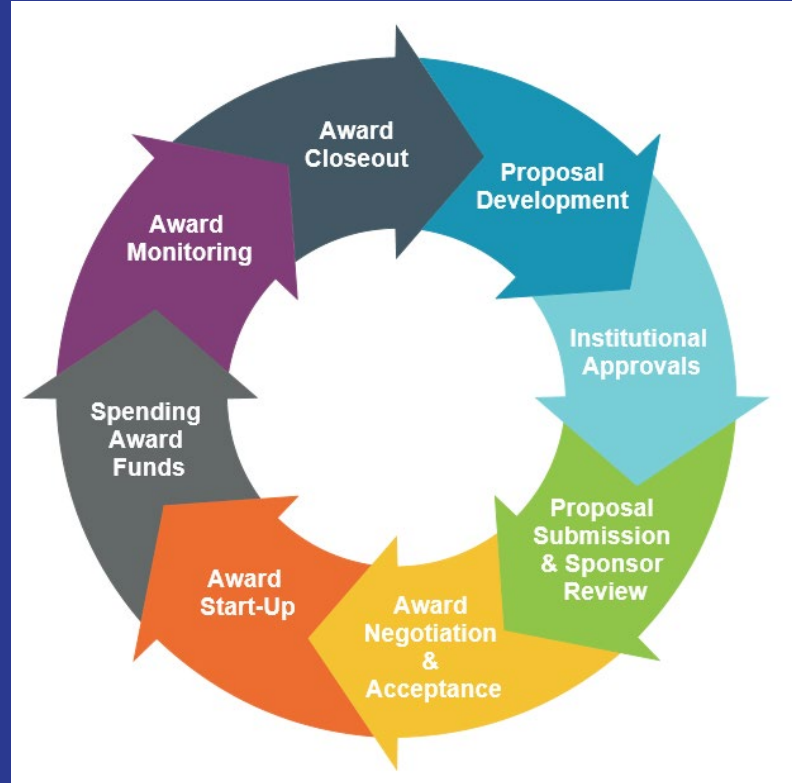 Award
Closeout
Proposal
Development
Institutional
Approvals
Proposal
Submission
& Sponsor
Review
Award
Negotiation
&
Acceptance
Award
Start-Up
Spending
Award
Funds
Award
Monitoring